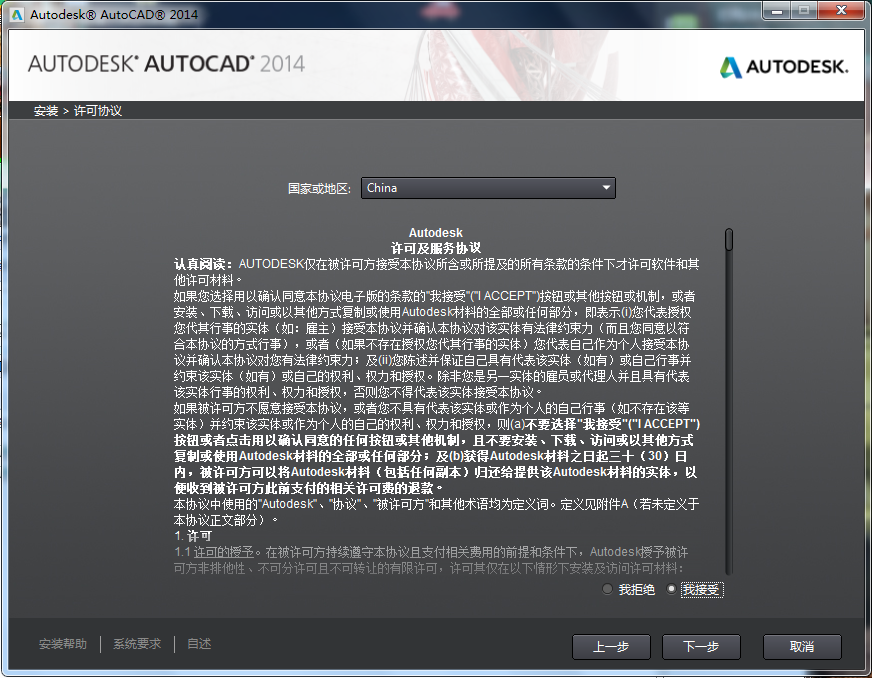 Autodesk® AutoCAD® 2014
AUTODESK® AUTOCAD® 2014
AUTODESK.
安装 > 许可协议
国家或地区: China
Autodesk
许可及服务协议
认真阅读：AUTODESK仅在被许可方接受本协议所含或所提及的所有条款的条件下才许可软件和其
他许可材料。
如果您选择用以确认同意本协议电子版的条款的"我接受"("I ACCEPT")按钮或其他按钮或机制，或者
安装、下载、访问或以其他方式复制或使用Autodesk材料的全部或任何部分，即表示(i)您代表授权
您代其行事的实体（如：雇主）接受本协议并确认本协议对该实体有法律约束力（而且您同意以符
合本协议的方式行事），或者（如果不存在授权您代其行事的实体）您代表自己作为个人接受本协
议并确认本协议对您有法律约束力；及(ii)您陈述并保证自己具有代表该实体（如有）或自己行事并
约束该实体（如有）或自己的权利、权力和授权。除非您是另一实体的雇员或代理人并且具有代表
该实体行事的权利、权力和授权，否则您不得代表该实体接受本协议。
如果被许可方不愿意接受本协议，或者您不具有代表该实体或作为个人的自己行事（如不存在该等
实体）并约束该实体或作为个人的自己的权利、权力和授权，则(a)不要选择"我接受"("I ACCEPT")
按钮或者点击用以确认同意的任何按钮或其他机制，且不要安装、下载、访问或以其他方式
复制或使用Autodesk材料的全部或任何部分；及(b)获得Autodesk材料之日起三十（30）日
内，被许可方可以将Autodesk材料（包括任何副本）归还给提供该Autodesk材料的实体，以
便收到被许可方此前支付的相关许可费的退款。
本协议中使用的"Autodesk"、"协议"、"被许可方"和其他术语均为定义词。定义见附件A（若未定义于
本协议正文部分）。
1. 许可
1.1 许可的授予。在被许可方持续遵守本协议且支付相关费用的前提和条件下，Autodesk授予被许
可方非排他性、不可分许可且不可转让的有限许可，许可其仅在以下情形下安装及访问许可材料：
我拒绝 我接受
安装帮助 | 系统要求 | 自述
上一步 下一步 取消